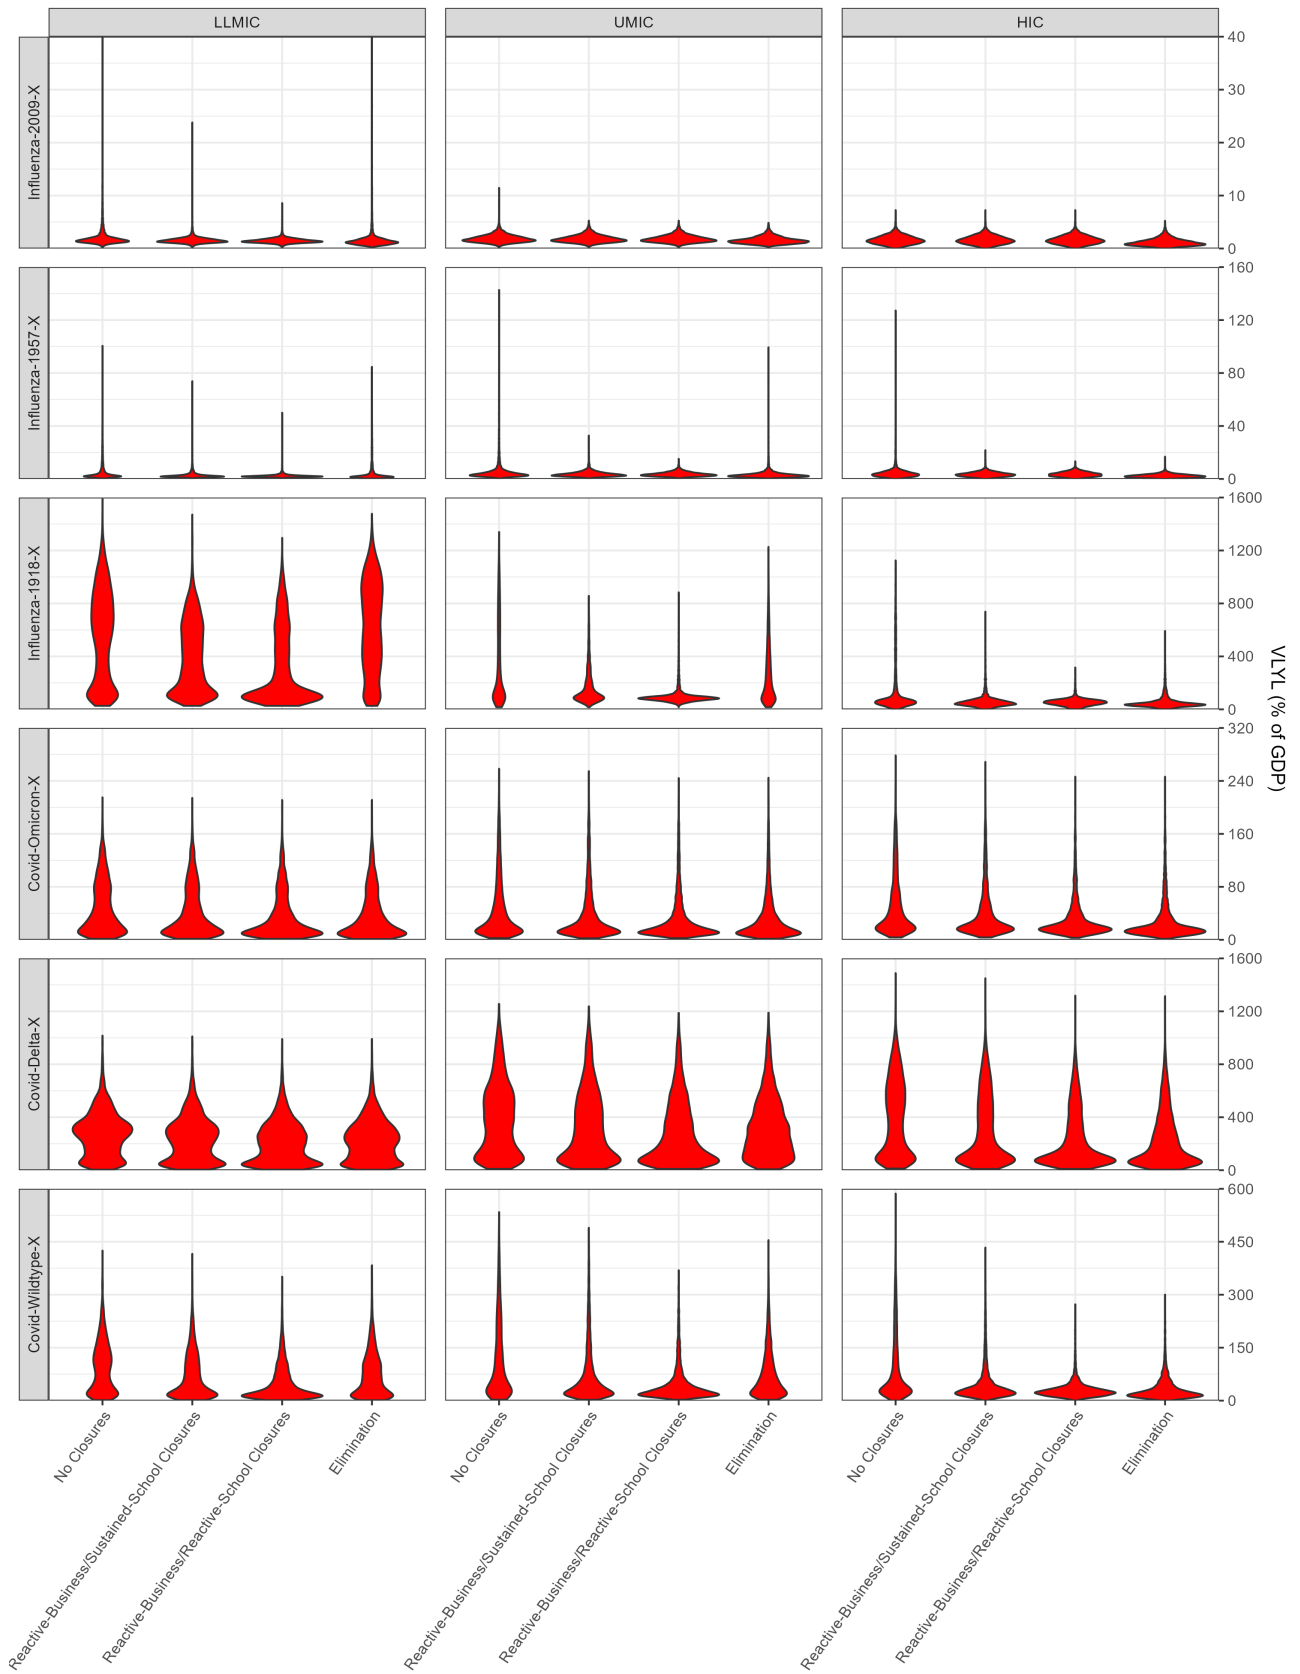 LLMIC
UMIC
HIC
Influenza-2009-X
40
30
20
10
0
Influenza-1957-X
160
120
80
40
0
Influenza-1918-X
1600
1200
800
400
0
Covid-Omicron-X
320
240
160
80
0
Covid-Delta-X
1600
1200
800
400
0
Covid-Wildtype-X
600
450
300
150
0
VLYL (% of GDP)
No Closures
Reactive-Business/Sustained-School Closures
Reactive-Business/Reactive-School Closures
Elimination
No Closures
Reactive-Business/Sustained-School Closures
Reactive-Business/Reactive-School Closures
Elimination
No Closures
Reactive-Business/Sustained-School Closures
Reactive-Business/Reactive-School Closures
Elimination